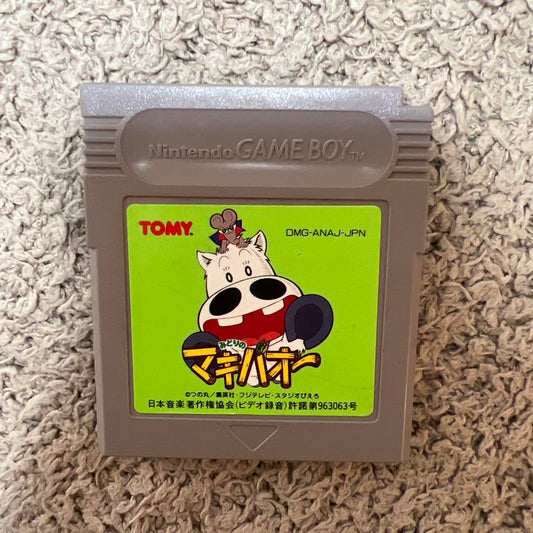 Nintendo GAME BOY TM
TOMY
DMG-ANAJ-JPN
みどりの
マキバオー
©つの丸/集英社・フジテレビ・スタジオぴえろ
日本音楽著作権協会(ビデオ録音)許諾第963063号